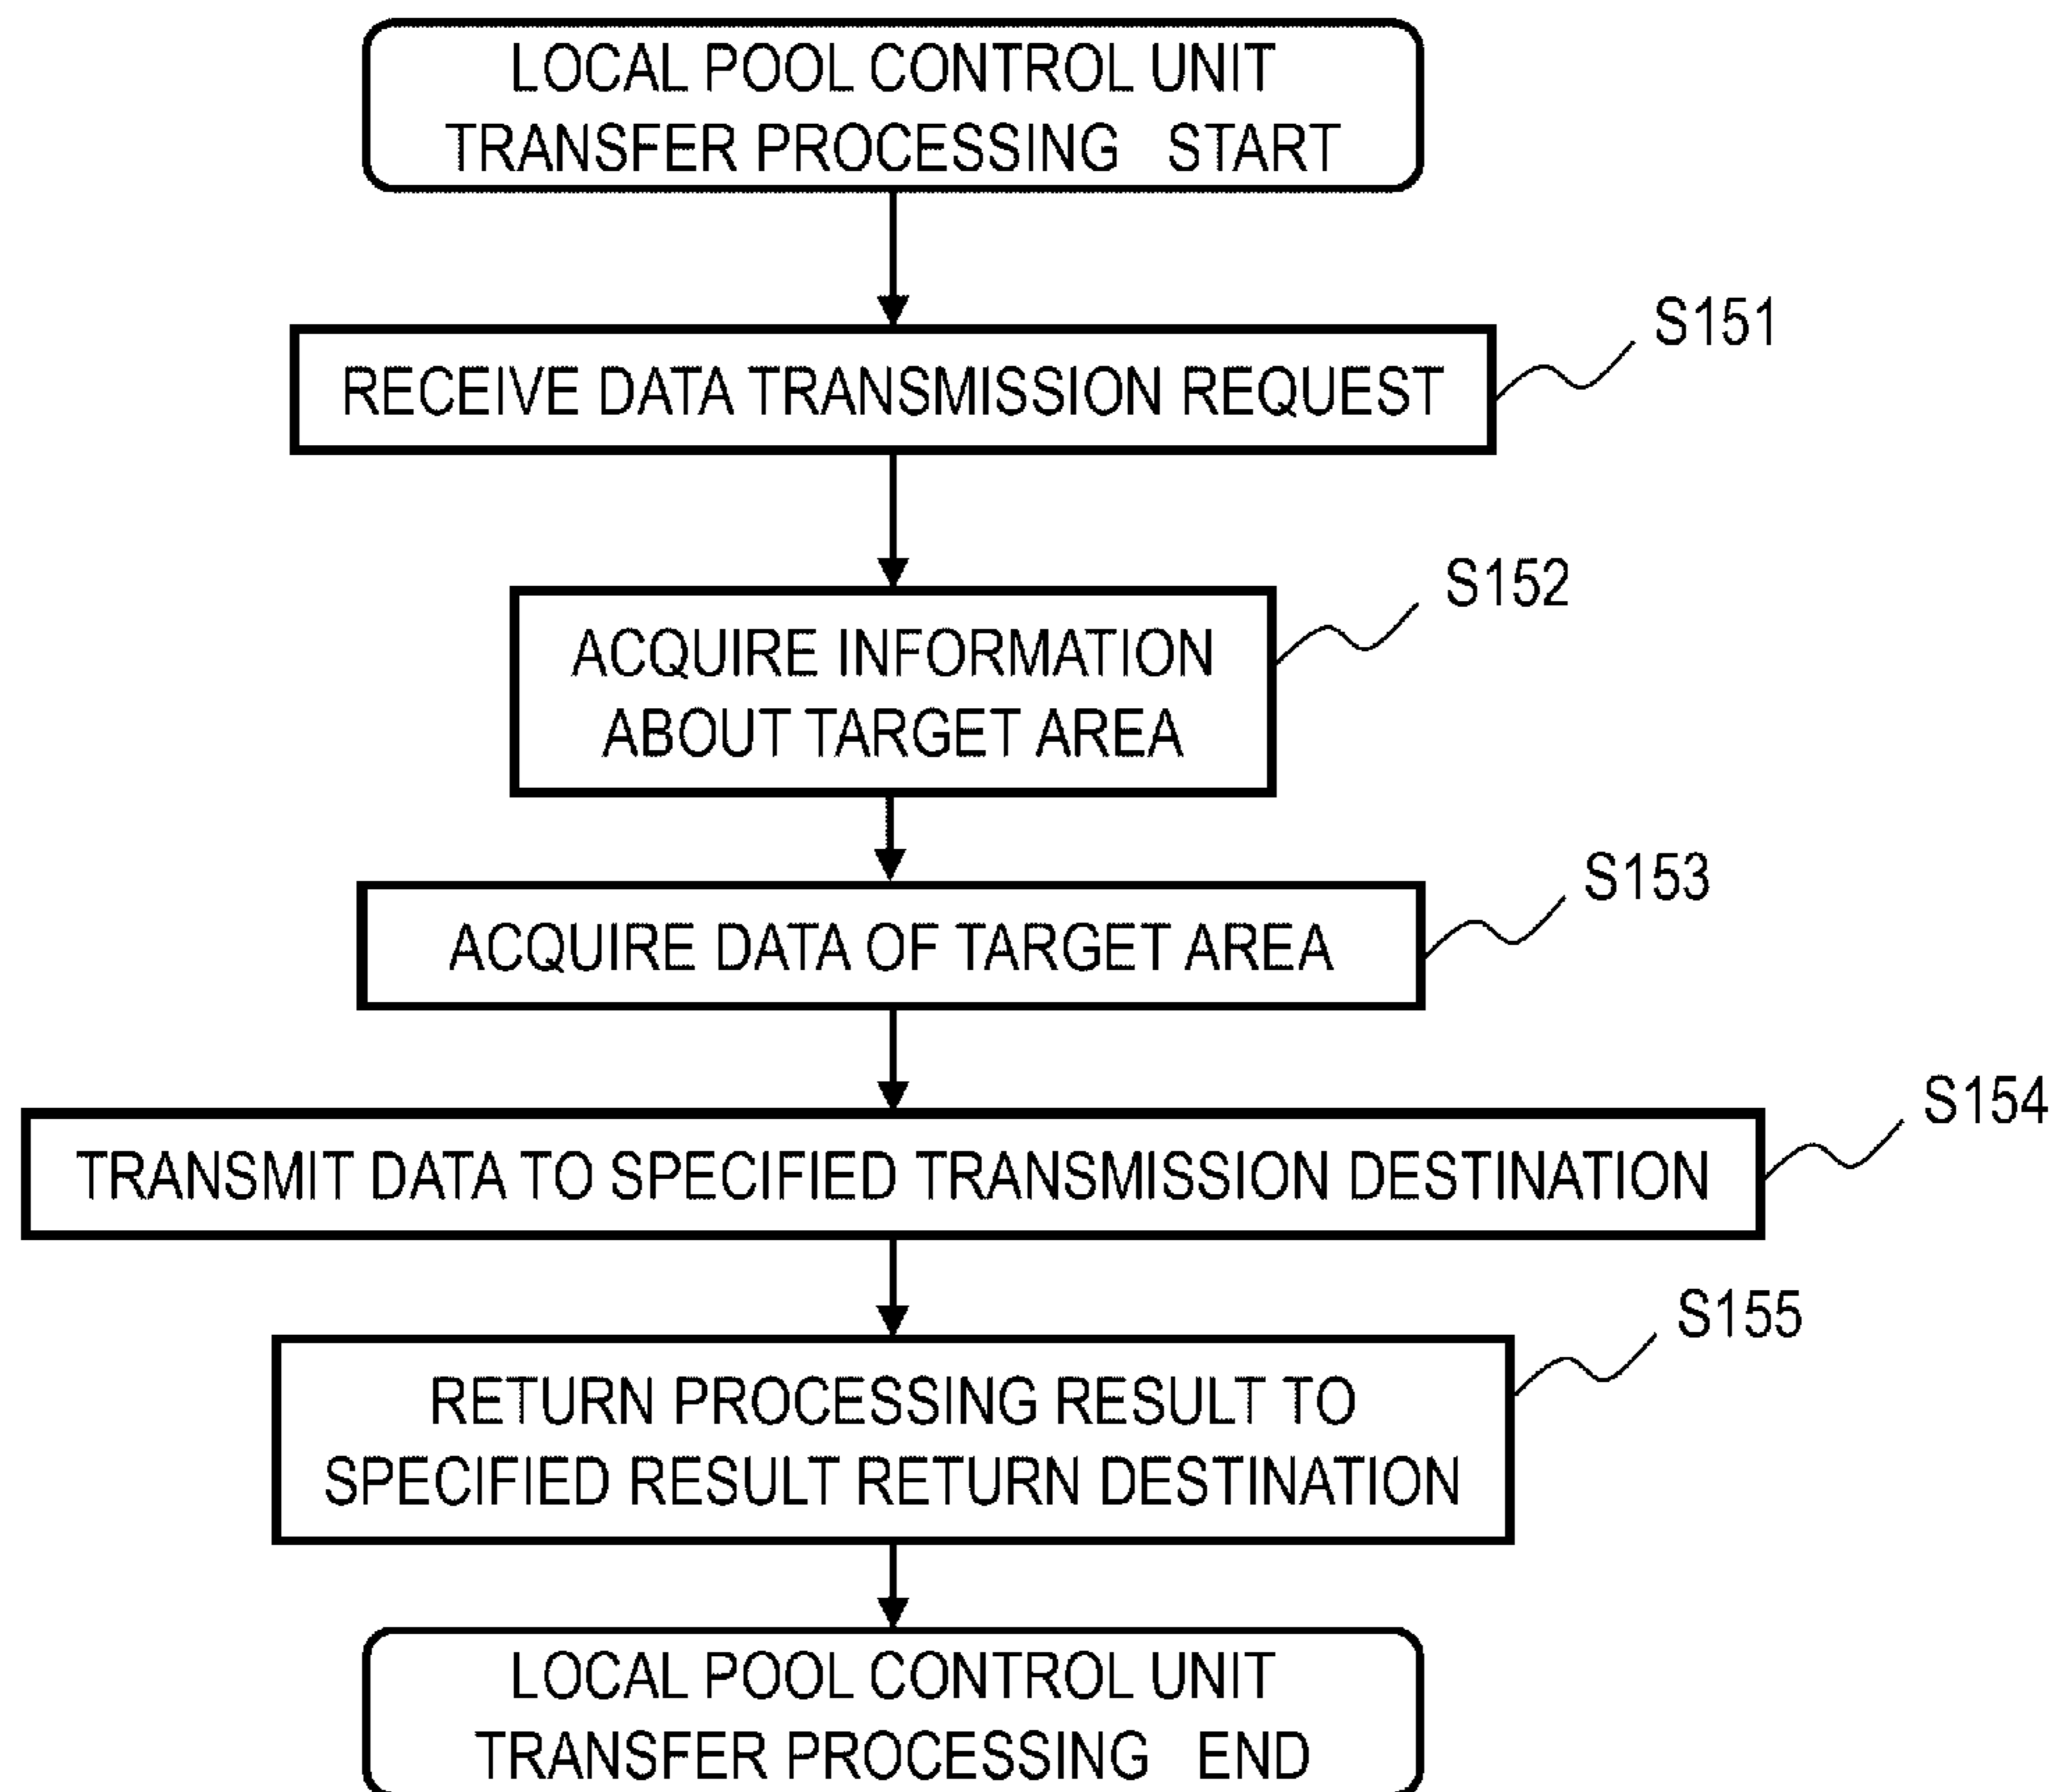 LOCAL POOL CONTROL UNIT
TRANSFER PROCESSING START
S151
RECEIVE DATA TRANSMISSION REQUEST
S152
ACQUIRE INFORMATION
ABOUT TARGET AREA
S153
ACQUIRE DATA OF TARGET AREA
S154
TRANSMIT DATA TO SPECIFIED TRANSMISSION DESTINATION
S155
RETURN PROCESSING RESULT TO
SPECIFIED RESULT RETURN DESTINATION
LOCAL POOL CONTROL UNIT
TRANSFER PROCESSING END